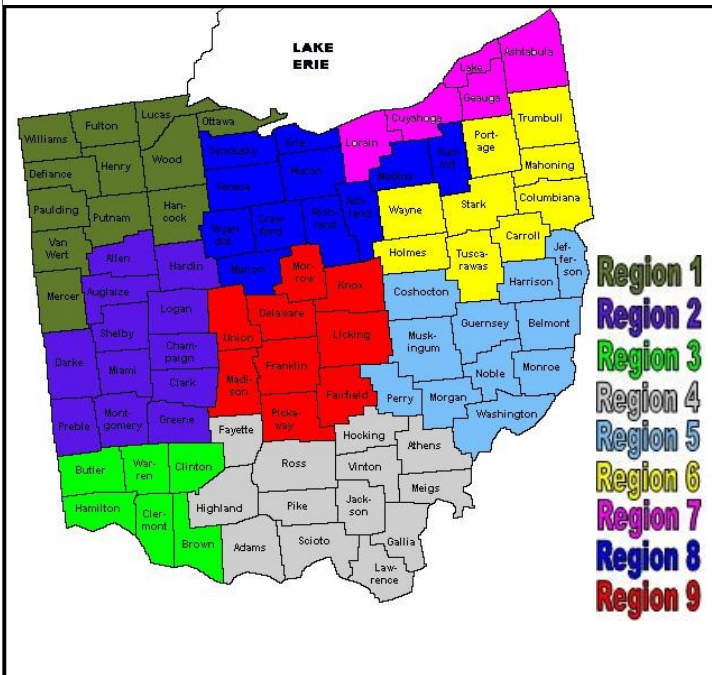 LAKE
ERIE
Ashtabula
Lake
Geauga
Cuyahoga
Lorain
Lucas
Ottawa
Fulton
Williams
Wood
Henry
Defiance
Sandusky
Erie
Huron
Seneca
Medina
Sum-
mit
Port-
age
Trumbull
Mahoning
Columbiana
Stark
Wayne
Paulding
Putnam
Han-
cock
Van
Wert
Wyan-
dot
Craw-
ford
Rich-
land
Ash-
land
Carroll
Jef-
fer-
son
Holmes
Tusca-
rawas
Harrison
Allen
Hardin
Marion
Mor-
row
Knox
Coshocton
Mercer
Auglaize
Logan
Shelby
Union
Delaware
Licking
Guernsey
Belmont
Mus-
kingum
Darke
Miami
Cham-
paign
Clark
Madi-
son
Franklin
Fairfield
Perry
Morgan
Noble
Monroe
Washington
Preble
Mont-
gomery
Greene
Fayette
Picka-
way
Hocking
Athens
Butler
War-
ren
Clinton
Ross
Vinton
Meigs
Hamilton
Cler-
mont
Brown
Highland
Pike
Jack-
son
Gallia
Adams
Scioto
Law-
rence
Region 1
Region 2
Region 3
Region 4
Region 5
Region 6
Region 7
Region 8
Region 9